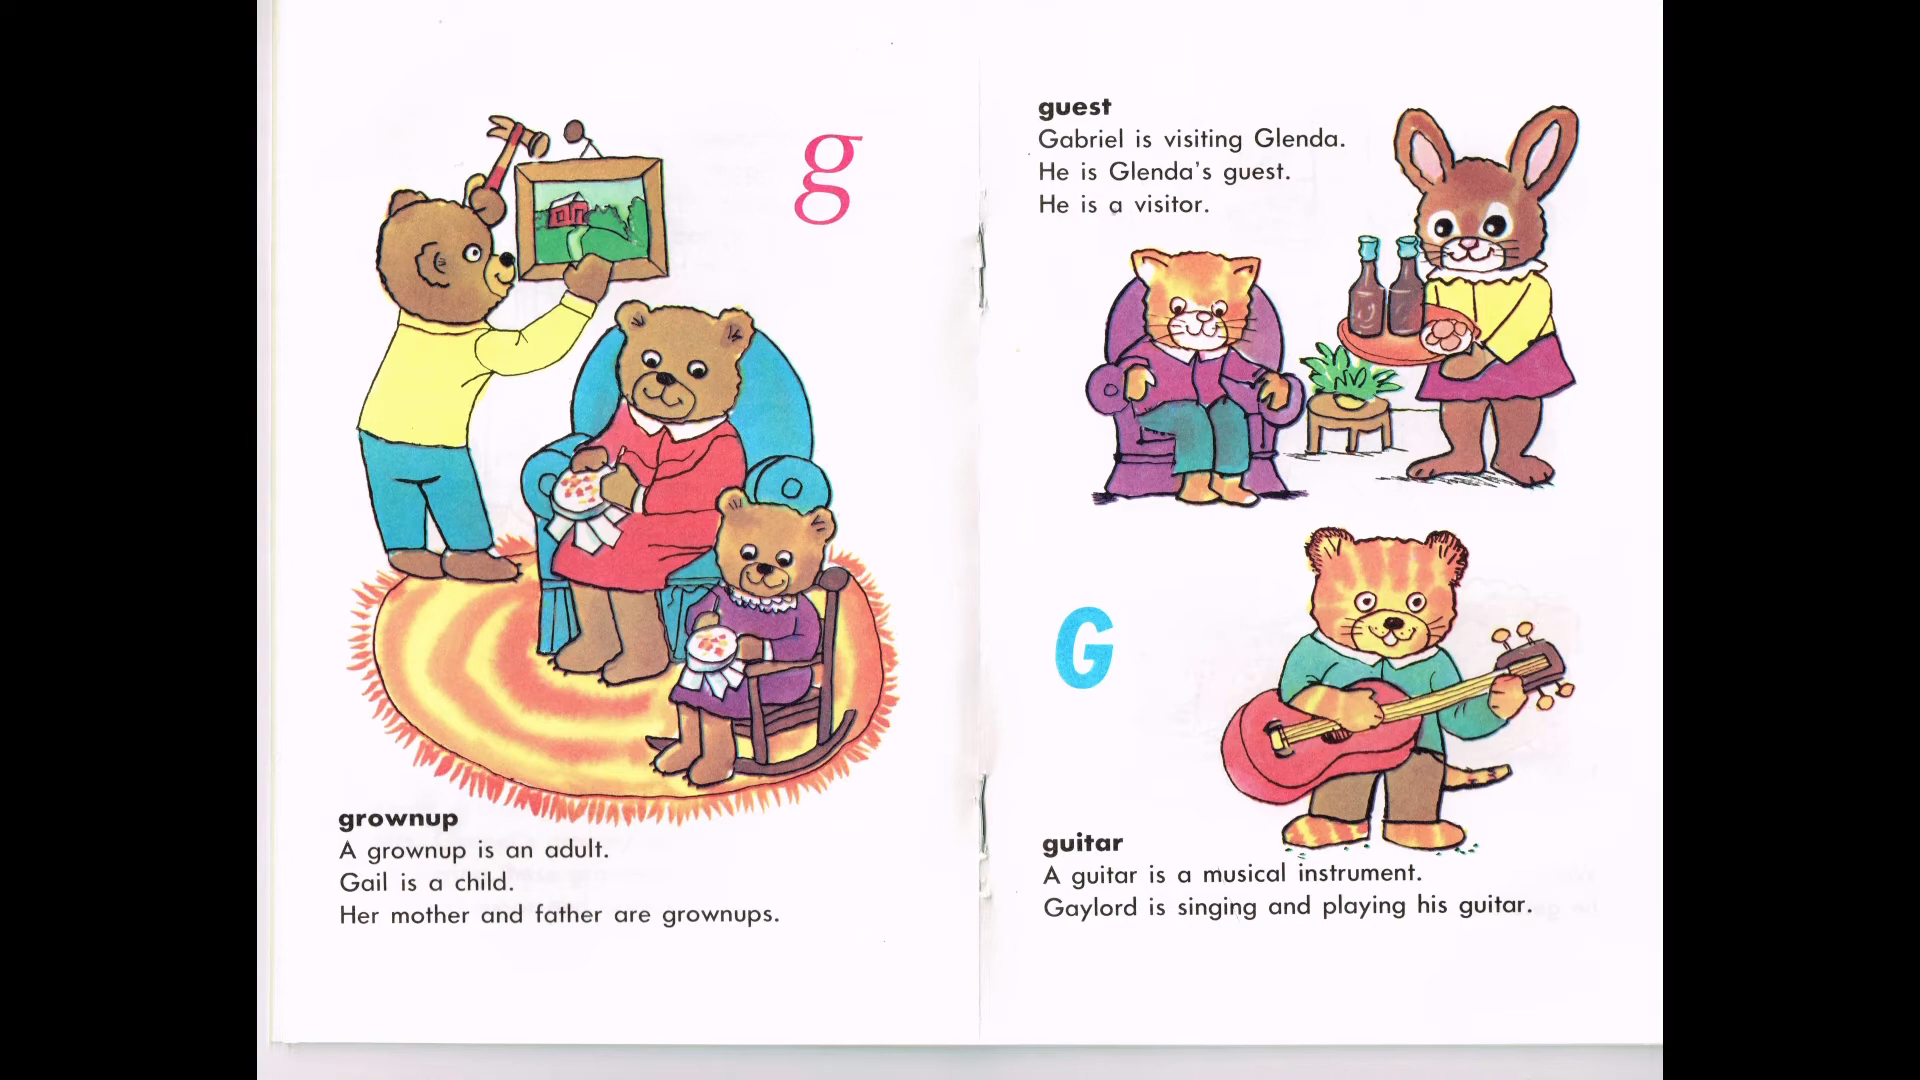 g
grownup
A grownup is an adult.
Gail is a child.
Her mother and father are grownups.
guest
Gabriel is visiting Glenda.
He is Glenda's guest.
He is a visitor.
G
guitar
A guitar is a musical instrument.
Gaylord is singing and playing his guitar.